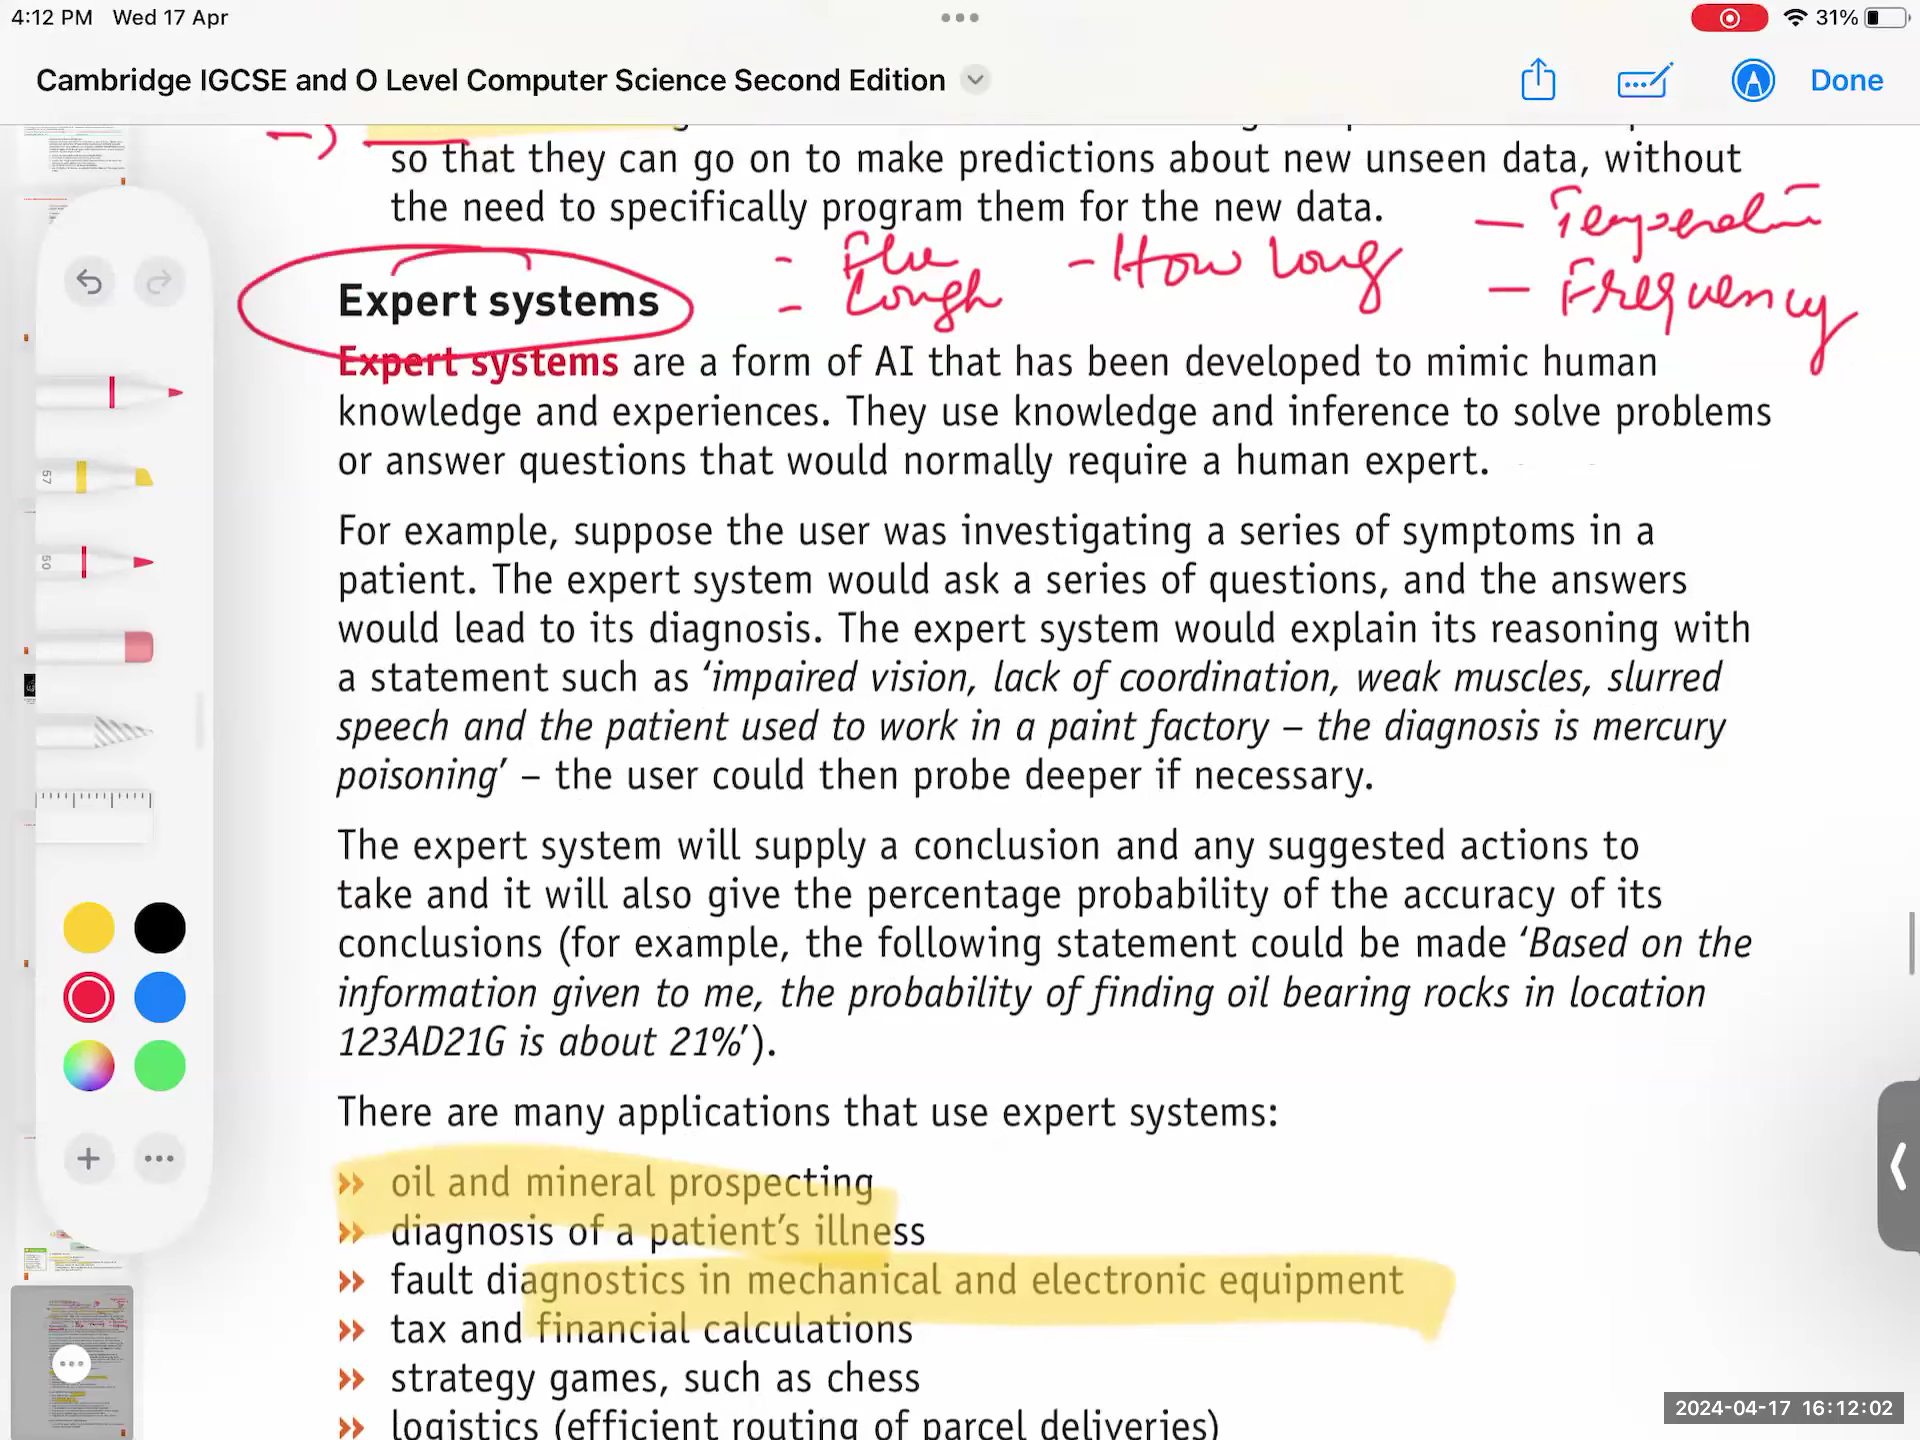 4:12 PM Wed 17 Apr
31%
Cambridge IGCSE and O Level Computer Science Second Edition
Done
so that they can go on to make predictions about new unseen data, without
the need to specifically program them for the new data.
- Temperature
- Flu
- How long
- Cough
- Frequency
Expert systems
Expert systems are a form of AI that has been developed to mimic human
knowledge and experiences. They use knowledge and inference to solve problems
or answer questions that would normally require a human expert.
For example, suppose the user was investigating a series of symptoms in a
patient. The expert system would ask a series of questions, and the answers
would lead to its diagnosis. The expert system would explain its reasoning with
a statement such as ‘impaired vision, lack of coordination, weak muscles, slurred
speech and the patient used to work in a paint factory – the diagnosis is mercury
poisoning’ – the user could then probe deeper if necessary.
The expert system will supply a conclusion and any suggested actions to
take and it will also give the percentage probability of the accuracy of its
conclusions (for example, the following statement could be made ‘Based on the
information given to me, the probability of finding oil bearing rocks in location
123AD21G is about 21%’).
There are many applications that use expert systems:
» oil and mineral prospecting
» diagnosis of a patient’s illness
» fault diagnostics in mechanical and electronic equipment
» tax and financial calculations
» strategy games, such as chess
» logistics (efficient routing of parcel deliveries)
57
50
2024-04-17 16:12:02